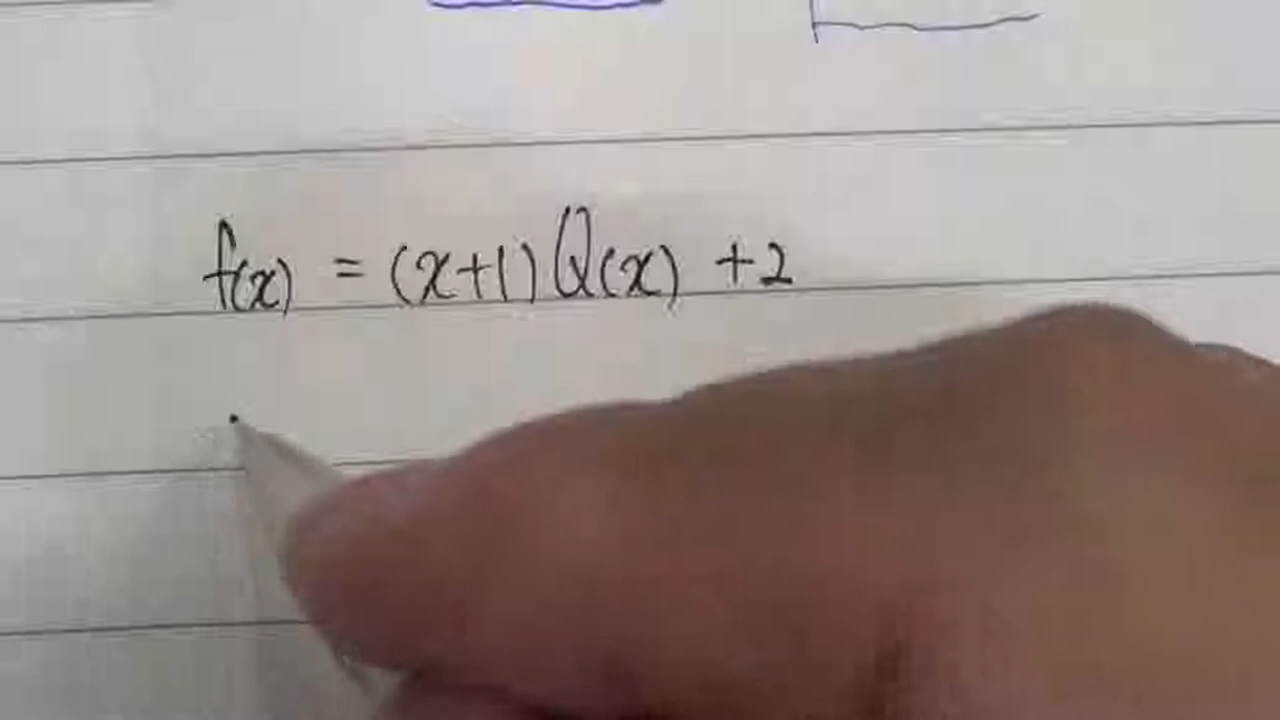 f(x) = (x+1)Q(x) +2